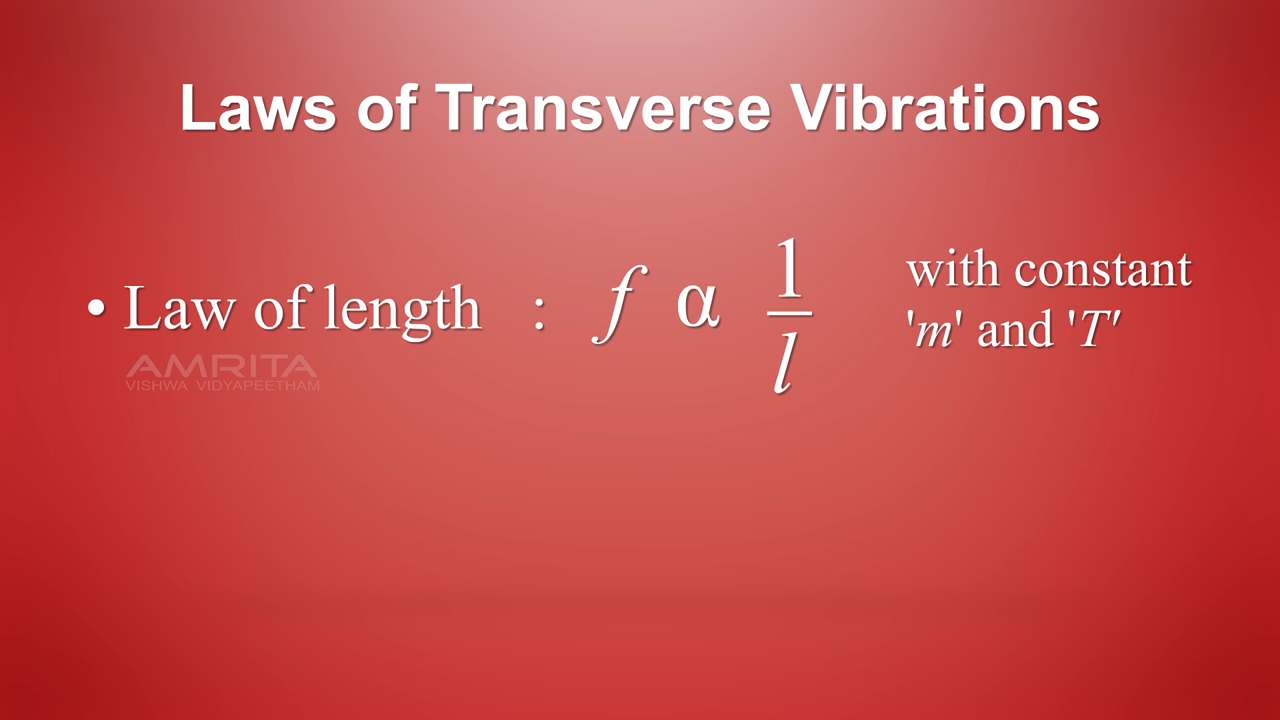 Laws of Transverse Vibrations
• Law of length : f α 1/l with constant
'm' and 'T'
AMRITA
VISHWA VIDYAPEETHAM